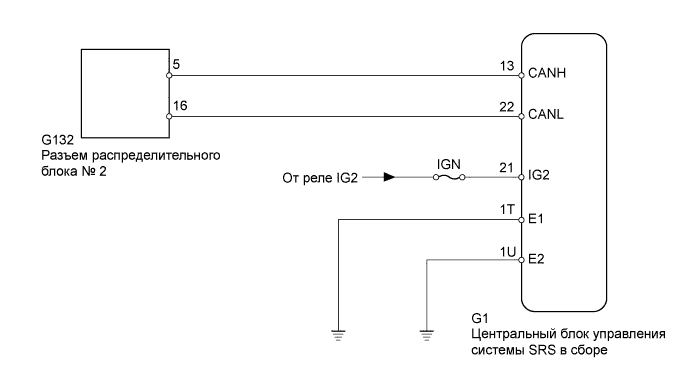 5
13
CANH
16
22
CANL
G132
Разъем распределительного
блока № 2
От реле IG2
IGN
21
IG2
1T
E1
1U
E2
G1
Центральный блок управления
системы SRS в сборе